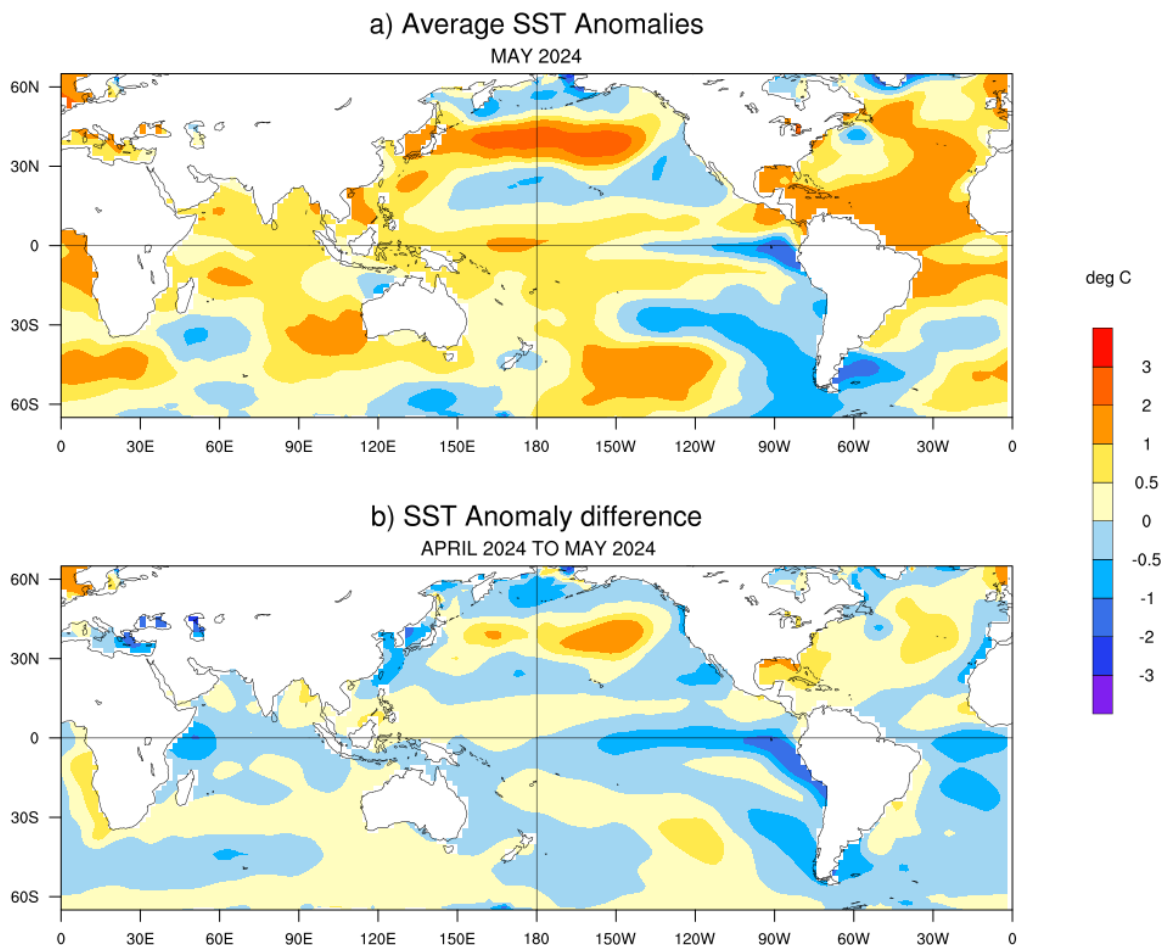 a) Average SST Anomalies
MAY 2024
60N
30N
0
30S
60S
0 30E 60E 90E 120E 150E 180 150W 120W 90W 60W 30W 0
deg C
3
2
1
0.5
0
-0.5
-1
-2
-3
b) SST Anomaly difference
APRIL 2024 TO MAY 2024
60N
30N
0
30S
60S
0 30E 60E 90E 120E 150E 180 150W 120W 90W 60W 30W 0